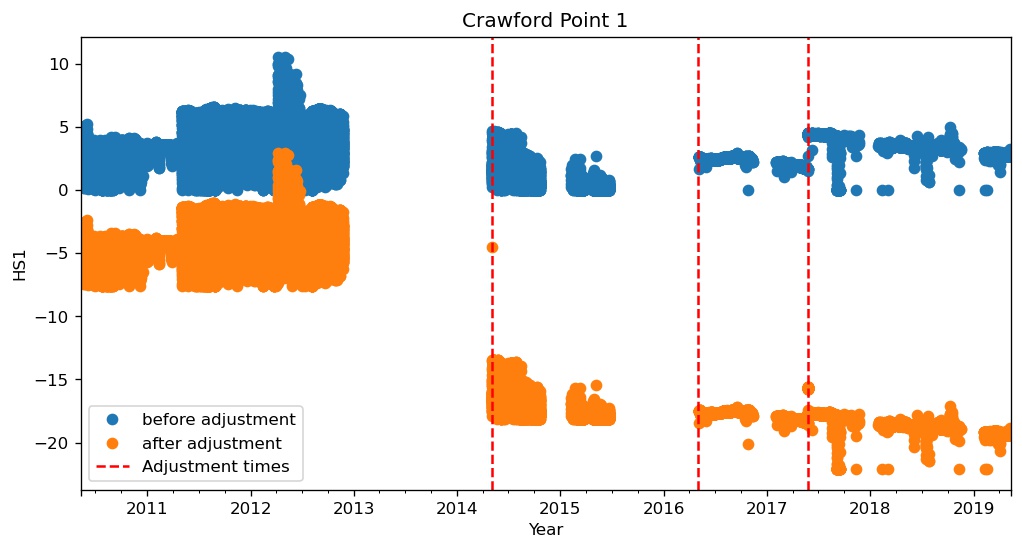 Crawford Point 1
HS1
10
5
0
−5
−10
−15
−20
before adjustment
after adjustment
Adjustment times
2011 2012 2013 2014 2015 2016 2017 2018 2019
Year